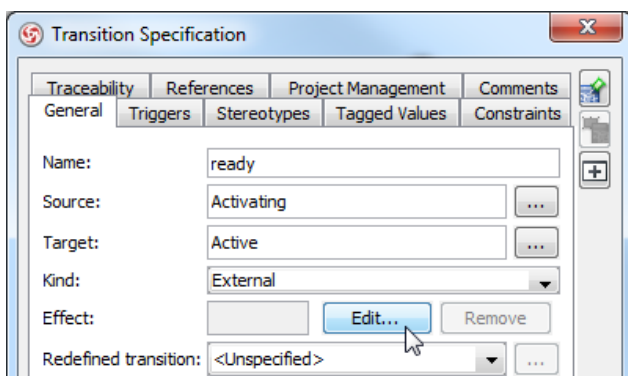 Transition Specification
Traceability References Project Management Comments
General Triggers Stereotypes Tagged Values Constraints
Name: ready
Source: Activating ...
Target: Active ...
Kind: External
Effect: Edit... Remove
Redefined transition: <Unspecified> ...